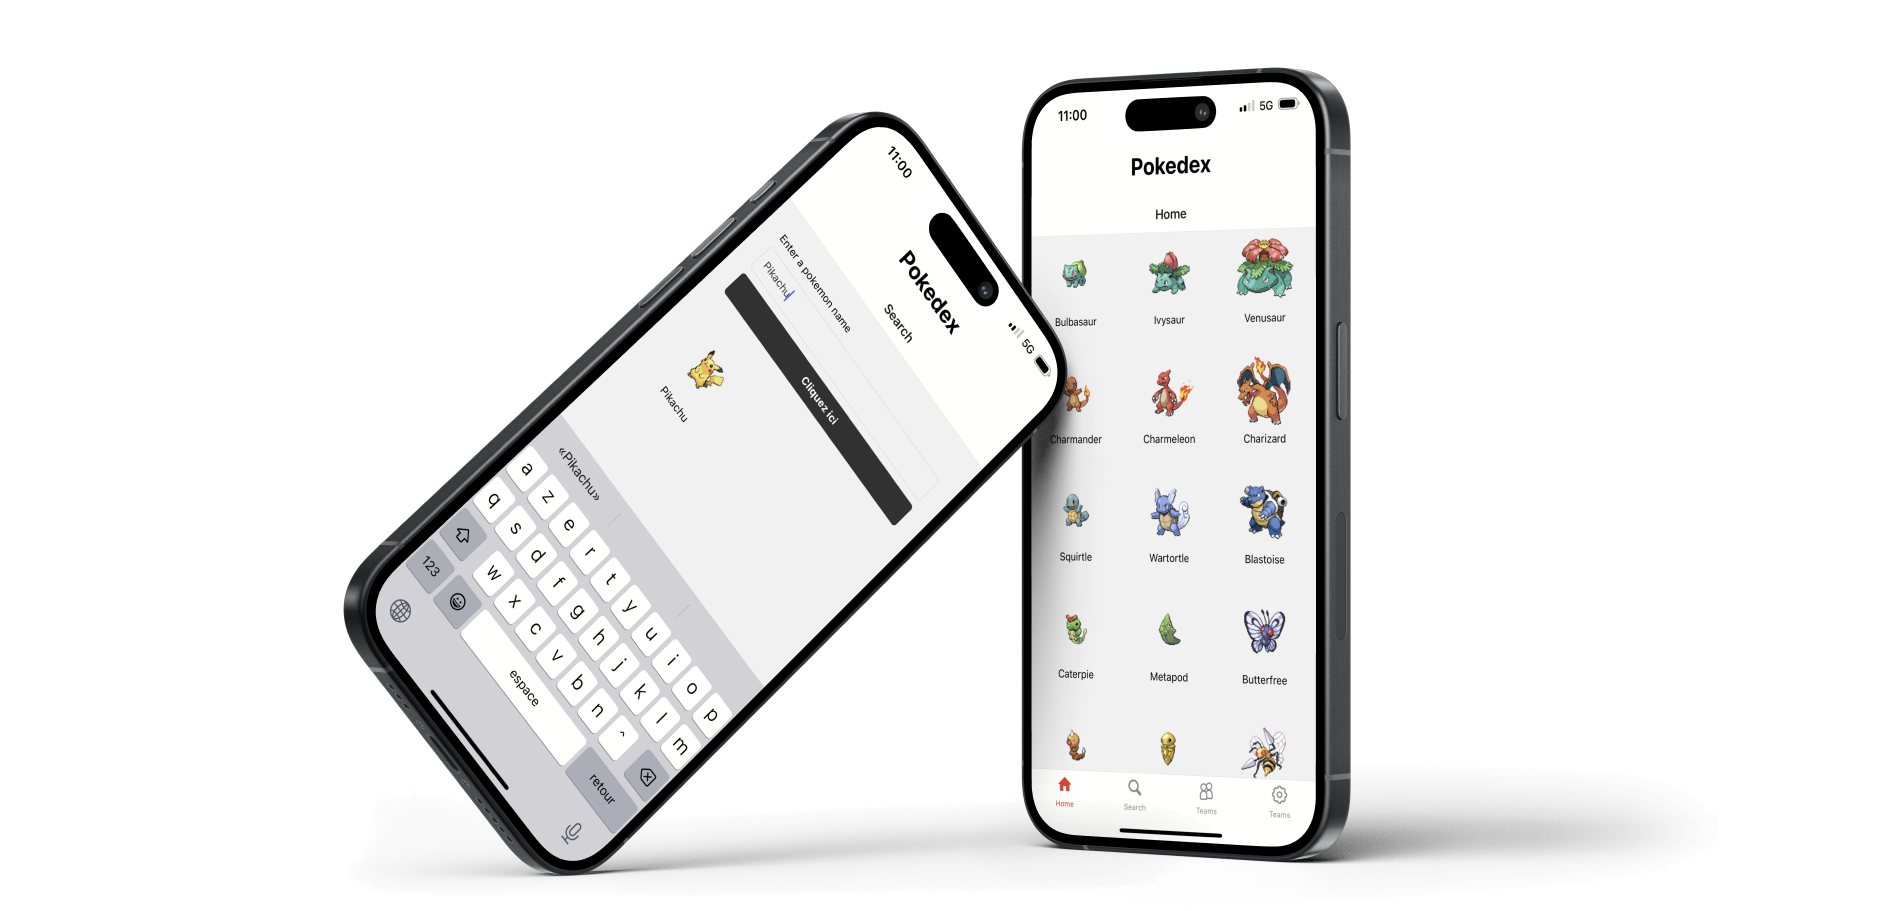 11:00
5G
Pokedex
Search
Enter a pokemon name
Pikachu
Cliquez ici
Pikachu
«Pikachu»
a z e r t y u i o p
q s d f g h j k l m
w x c v b n ^
123
espace
retour
11:00
5G
Pokedex
Home
Bulbasaur Ivysaur Venusaur
Charmander Charmeleon Charizard
Squirtle Wartortle Blastoise
Caterpie Metapod Butterfree
Home Search Teams Teams